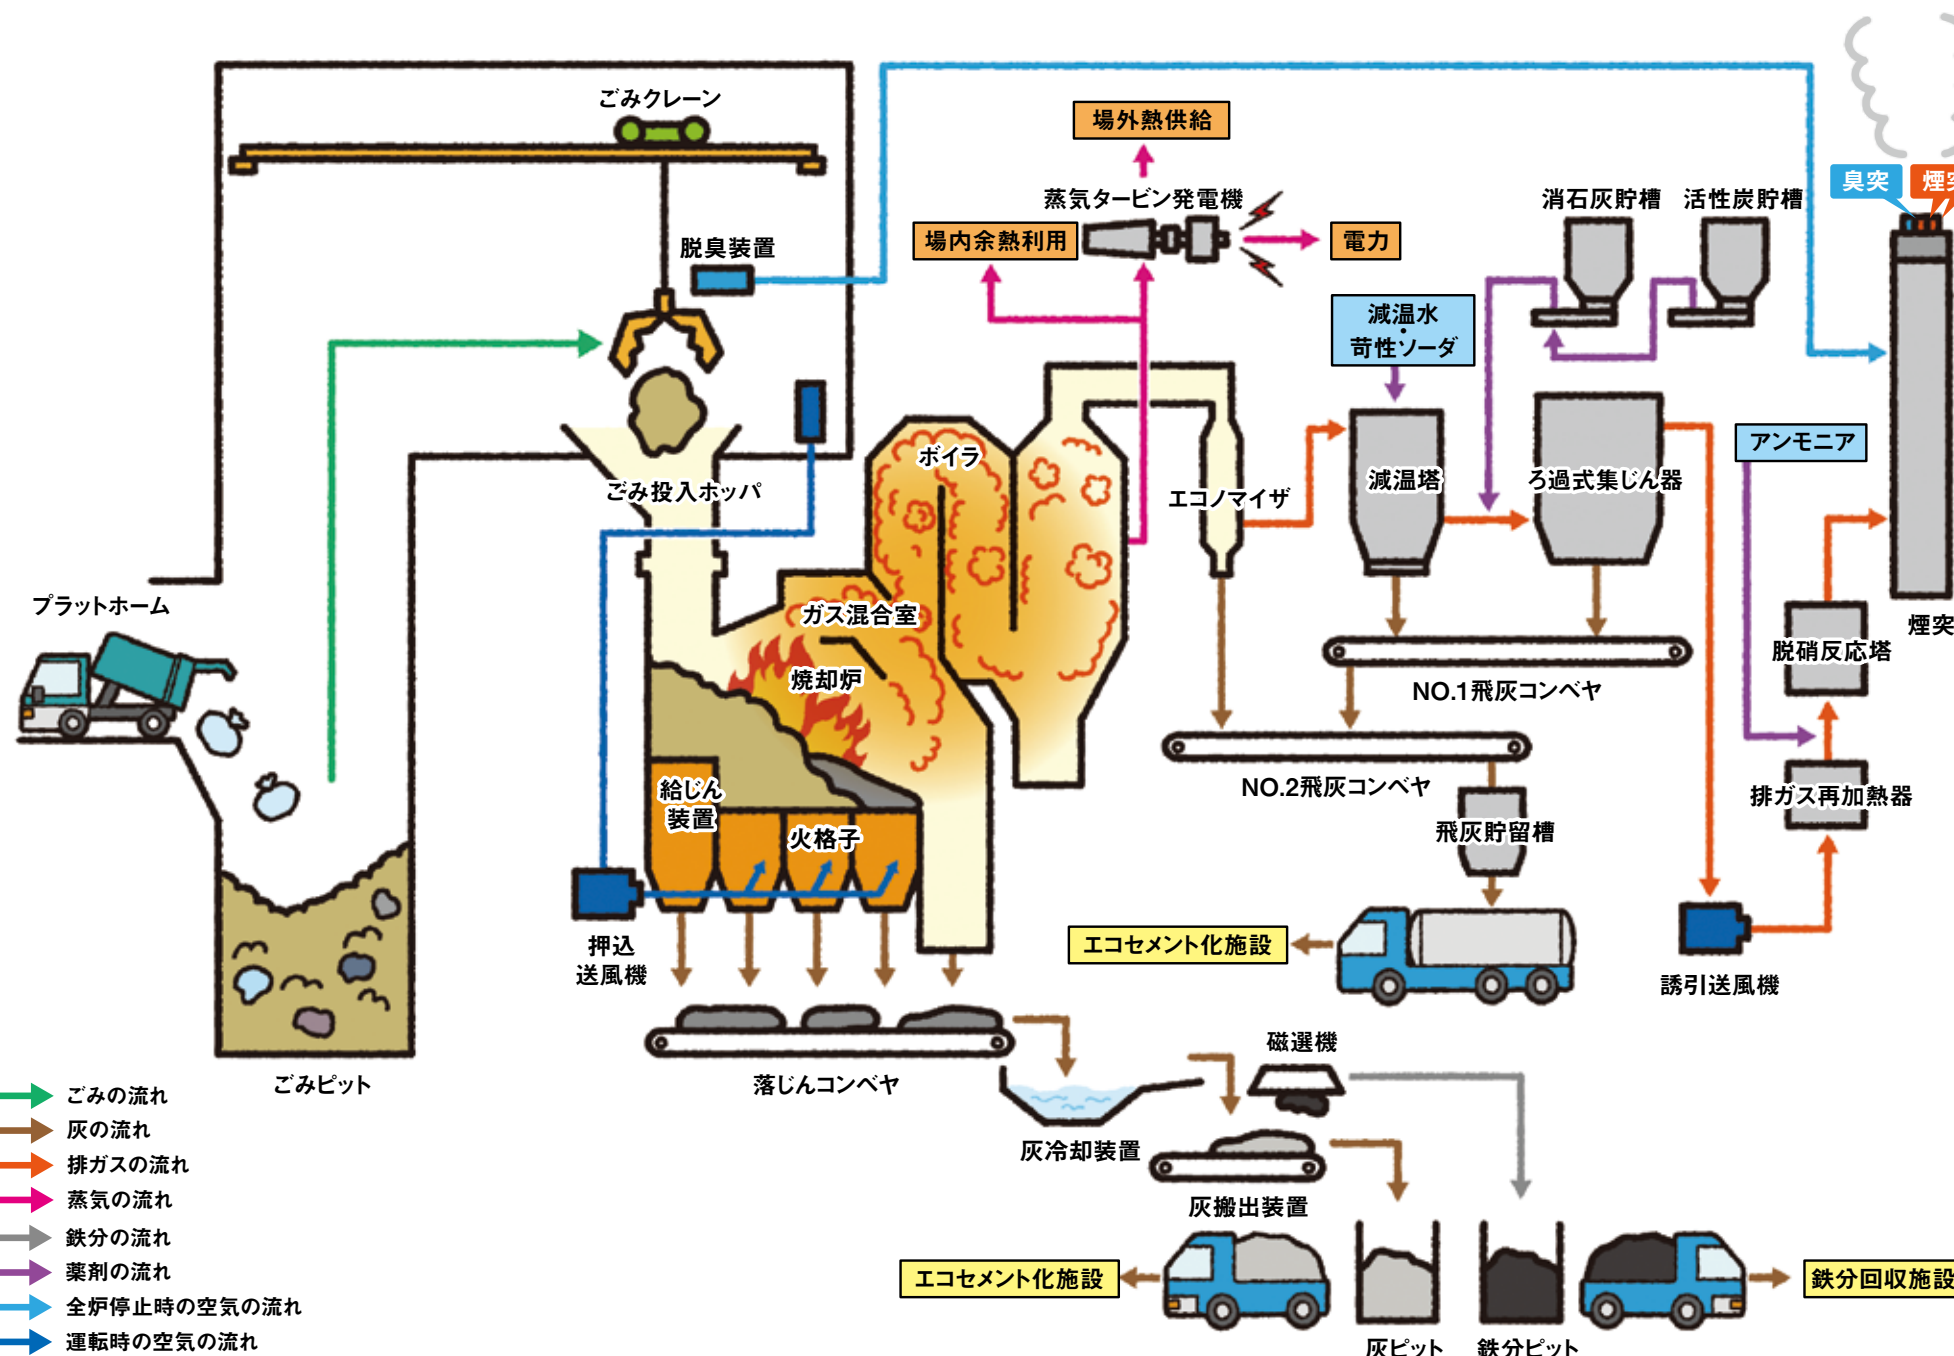 ごみクレーン
場外熱供給
臭突
煙突
蒸気タービン発電機
消石灰貯槽
活性炭貯槽
脱臭装置
場内余熱利用
電力
減温水
・
苛性ソーダ
ボイラ
アンモニア
ごみ投入ホッパ
エコノマイザ
減温塔
ろ過式集じん器
プラットホーム
ガス混合室
煙突
焼却炉
脱硝反応塔
NO.1飛灰コンベヤ
給じん
装置
NO.2飛灰コンベヤ
排ガス再加熱器
火格子
飛灰貯留槽
押込
送風機
エコセメント化施設
誘引送風機
磁選機
ごみピット
落じんコンベヤ
灰冷却装置
灰搬出装置
ごみの流れ
灰の流れ
排ガスの流れ
蒸気の流れ
鉄分の流れ
薬剤の流れ
全炉停止時の空気の流れ
運転時の空気の流れ
エコセメント化施設
鉄分回収施設
灰ピット
鉄分ピット